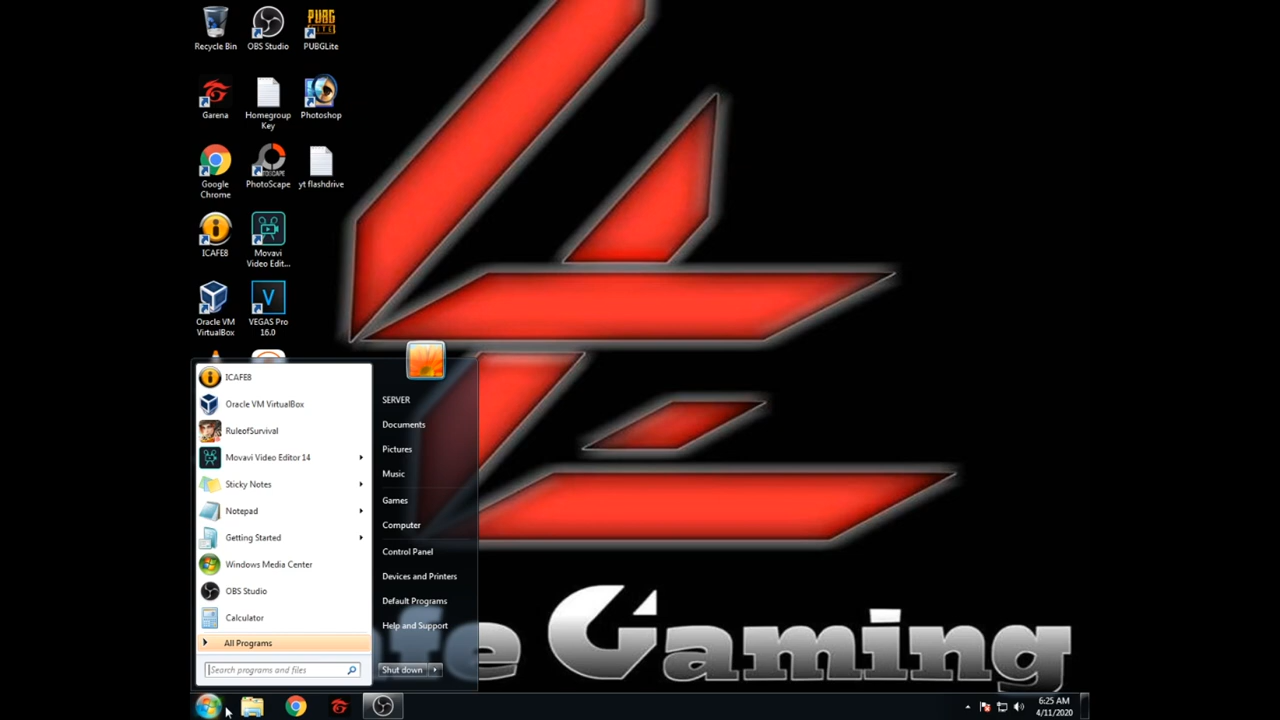 Recycle Bin
OBS Studio
PUBG
LITE
PUBGLite
Garena
Homegroup
Key
Photoshop
Google
Chrome
PhotoScape
yt flashdrive
ICAFE8
Movavi
Video Edit...
Oracle VM
VirtualBox
VEGAS Pro
16.0
ICAFE8
Oracle VM VirtualBox
RuleofSurvival
Movavi Video Editor 14
Sticky Notes
Notepad
Getting Started
Windows Media Center
OBS Studio
Calculator
All Programs
Search programs and files
SERVER
Documents
Pictures
Music
Games
Computer
Control Panel
Devices and Printers
Default Programs
Help and Support
Shut down
Gaming
6:25 AM
4/11/2020